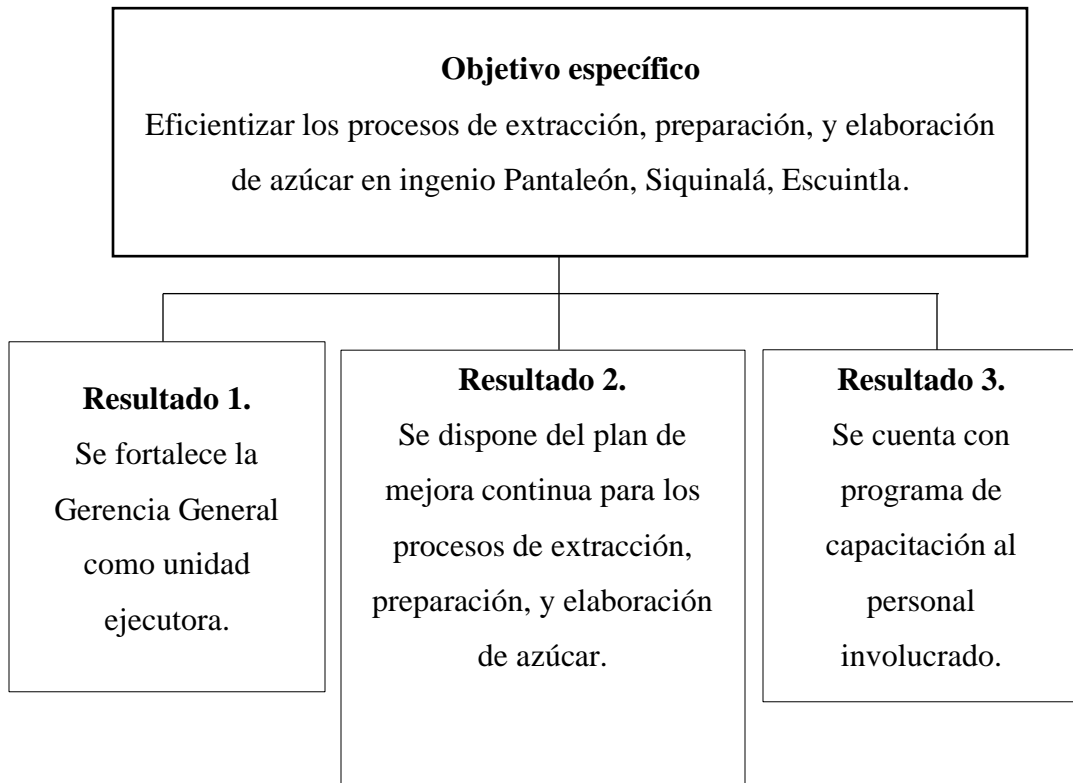 Objetivo específico
Eficientizar los procesos de extracción, preparación, y elaboración
de azúcar en ingenio Pantaleón, Siquinalá, Escuintla.
Resultado 1.
Se fortalece la
Gerencia General
como unidad
ejecutora.
Resultado 2.
Se dispone del plan de
mejora continua para los
procesos de extracción,
preparación, y elaboración
de azúcar.
Resultado 3.
Se cuenta con
programa de
capacitación al
personal
involucrado.